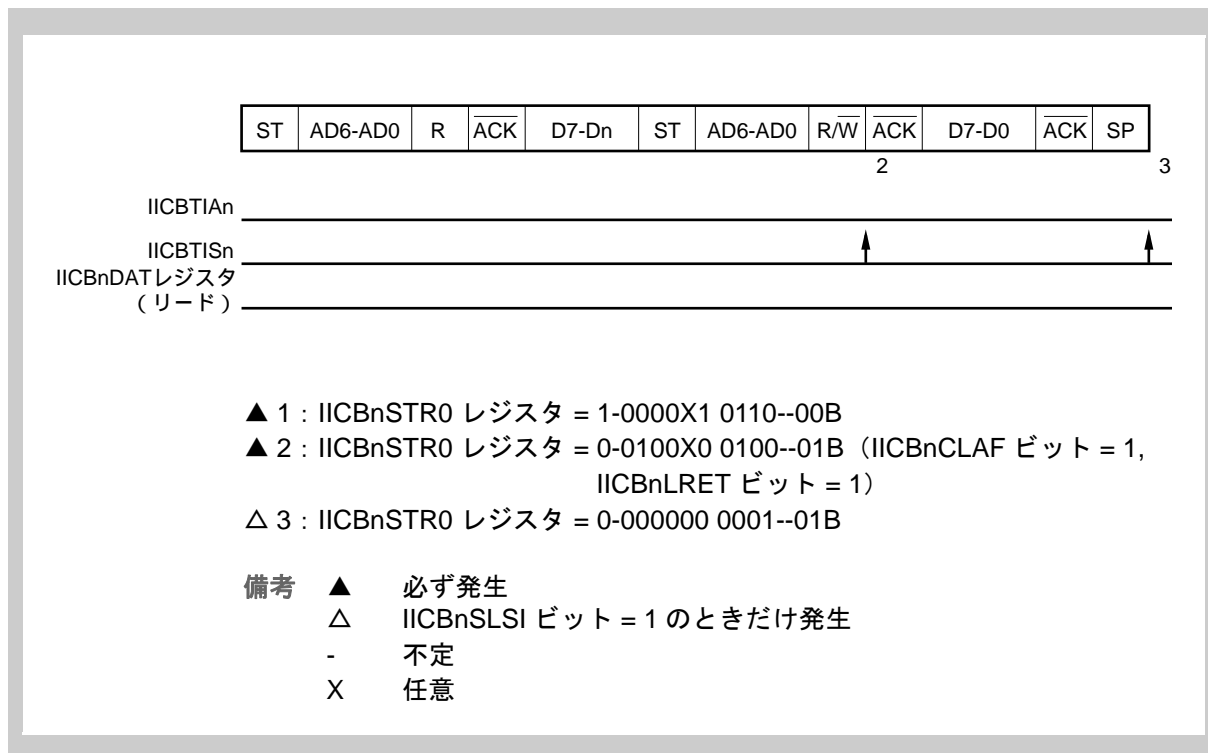 ST AD6-AD0 R ACK D7-Dn ST AD6-AD0 R/W ACK D7-D0 ACK SP
2 3
IICBTIAn
IICBTISn
IICBnDATレジスタ
（リード）
▲ 1：IICBnSTR0 レジスタ = 1-0000X1 0110--00B
▲ 2：IICBnSTR0 レジスタ = 0-0100X0 0100--01B（IICBnCLAF ビット = 1,
IICBnLRET ビット = 1）
△ 3：IICBnSTR0 レジスタ = 0-000000 0001--01B
備考 ▲ 必ず発生
△ IICBnSLSI ビット = 1 のときだけ発生
- 不定
X 任意